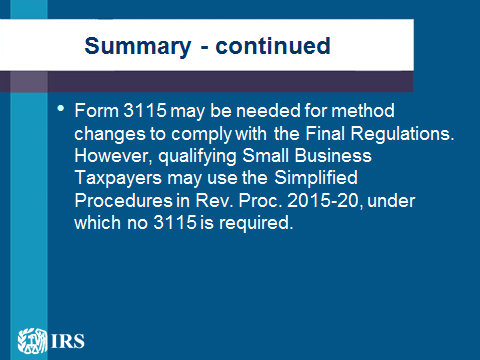 Summary - continued
• Form 3115 may be needed for method
changes to comply with the Final Regulations.
However, qualifying Small Business
Taxpayers may use the Simplified
Procedures in Rev. Proc. 2015-20, under
which no 3115 is required.
IRS